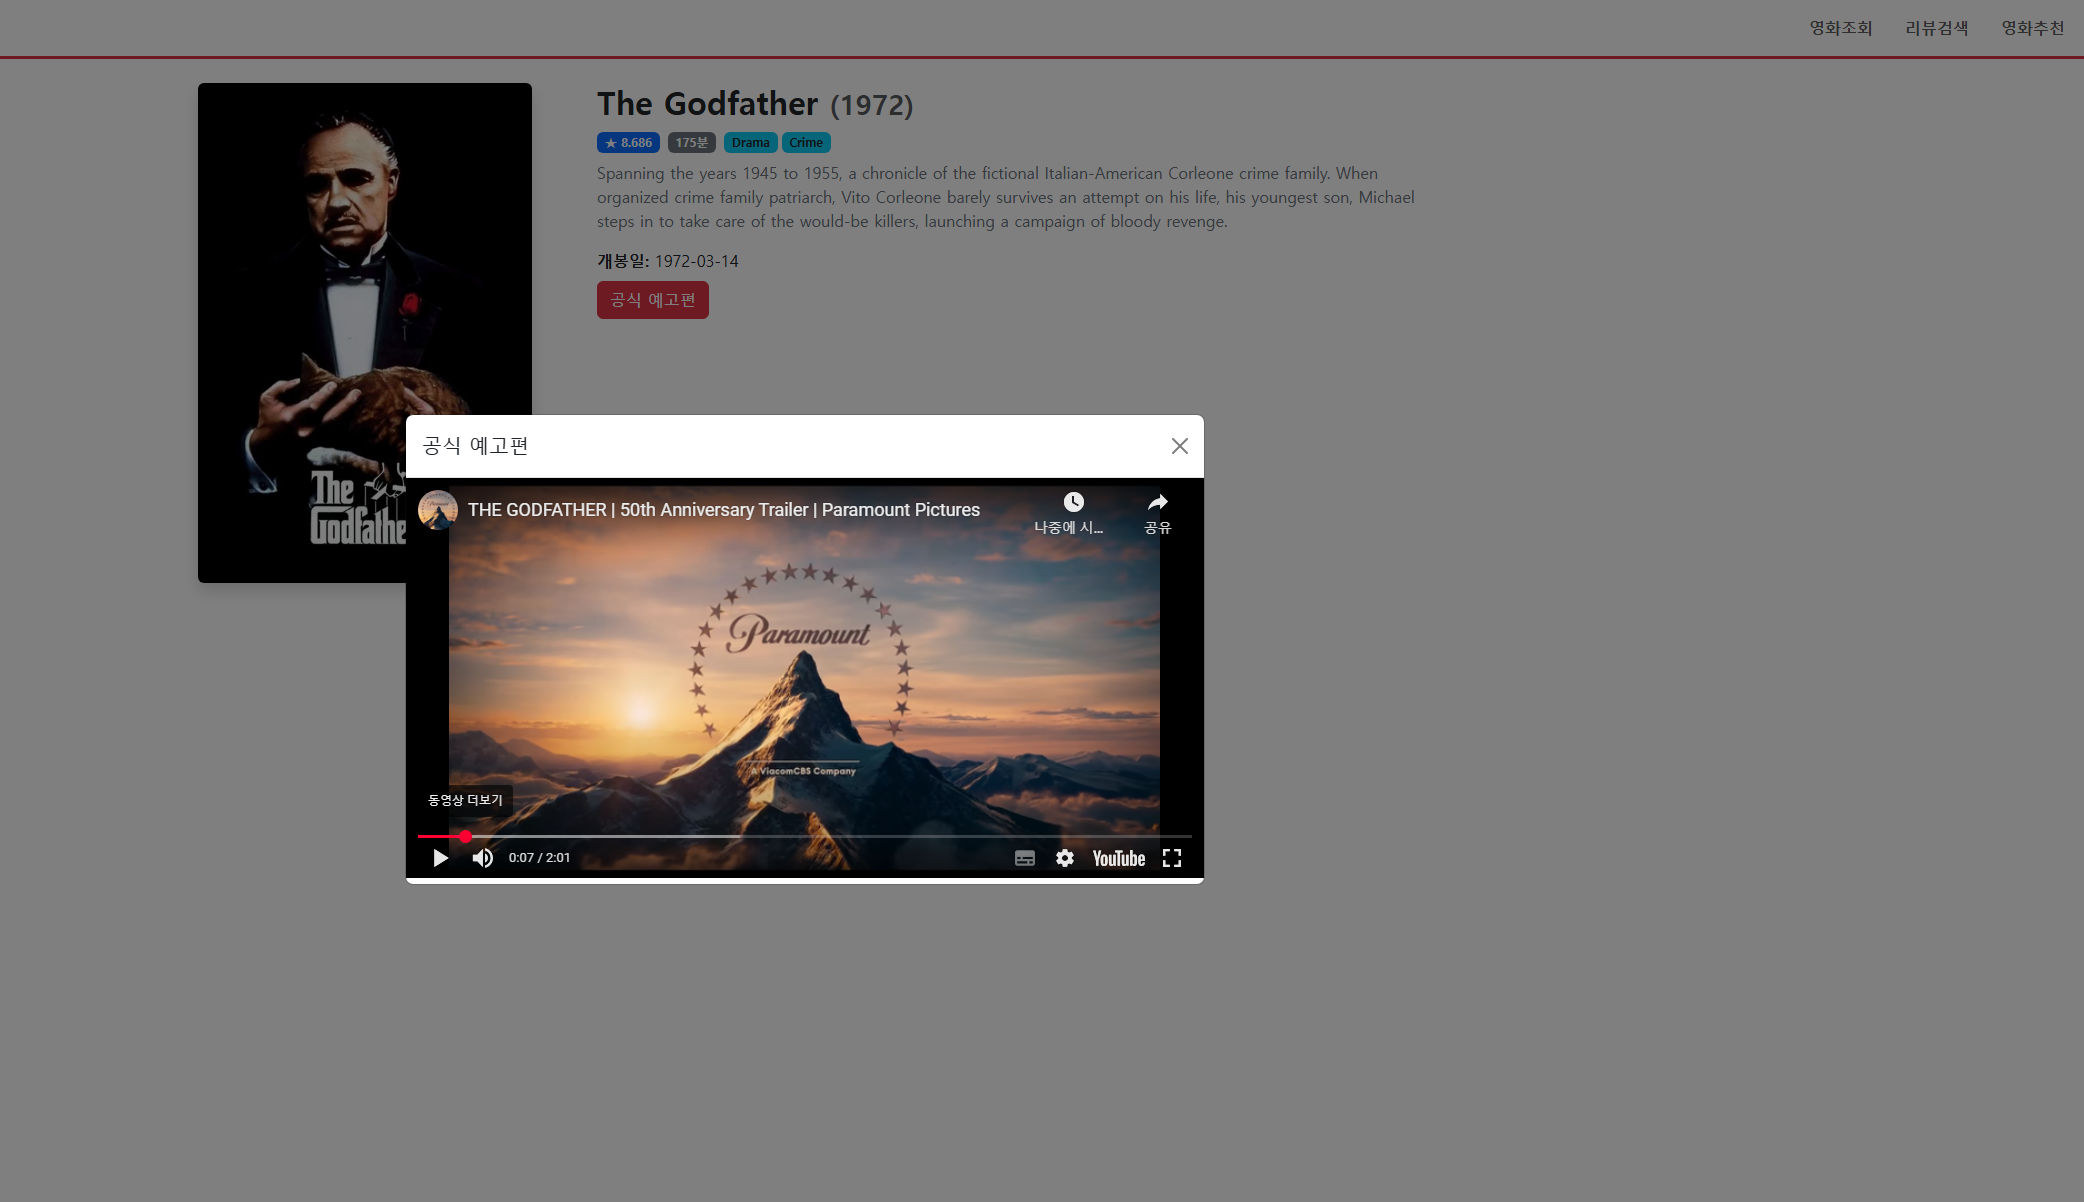 영화조회 리뷰검색 영화추천
The Godfather (1972)
★ 8.686 175분 Drama Crime
Spanning the years 1945 to 1955, a chronicle of the fictional Italian-American Corleone crime family. When
organized crime family patriarch, Vito Corleone barely survives an attempt on his life, his youngest son, Michael
steps in to take care of the would-be killers, launching a campaign of bloody revenge.
개봉일: 1972-03-14
공식 예고편
The
Godfathe
공식 예고편
THE GODFATHER | 50th Anniversary Trailer | Paramount Pictures
나중에 시...
공유
Paramount
A ViacomCBS Company
동영상 더보기
0:07 / 2:01
YouTube